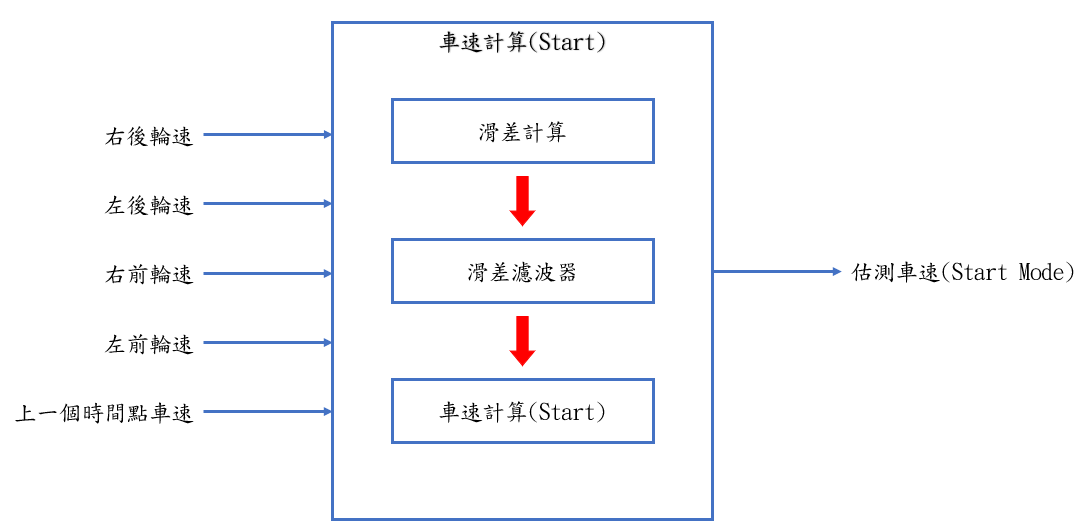 車速計算(Start)
滑差計算
右後輪速
左後輪速
右前輪速
滑差濾波器
估測車速(Start Mode)
左前輪速
上一個時間點車速
車速計算(Start)